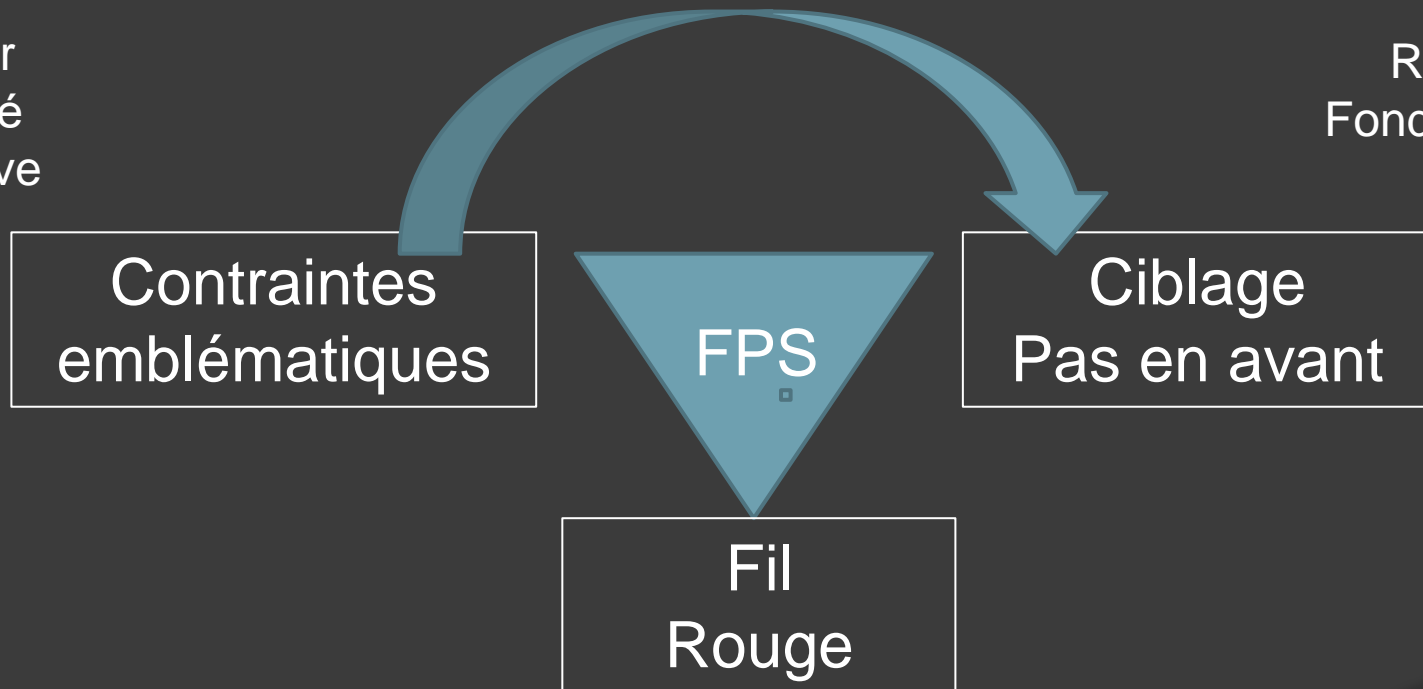 Contraintes
emblématiques
FPS
Ciblage
Pas en avant
Fil
Rouge